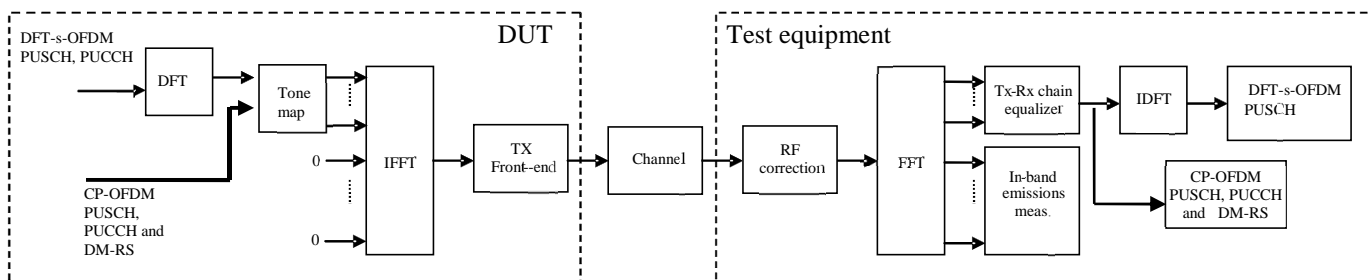 DUT
Test equipment
DFT-s-OFDM
PUSCH, PUCCH
DFT
Tone
map
0
0
CP-OFDM
PUSCH,
PUCCH and
DM-RS
IFFT
TX
Front-end
Channel
RF
correction
FFT
Tx-Rx chain
equalizer
In-band
emissions
meas.
IDFT
DFT-s-OFDM
PUSCH
CP-OFDM
PUSCH, PUCCH
and DM-RS